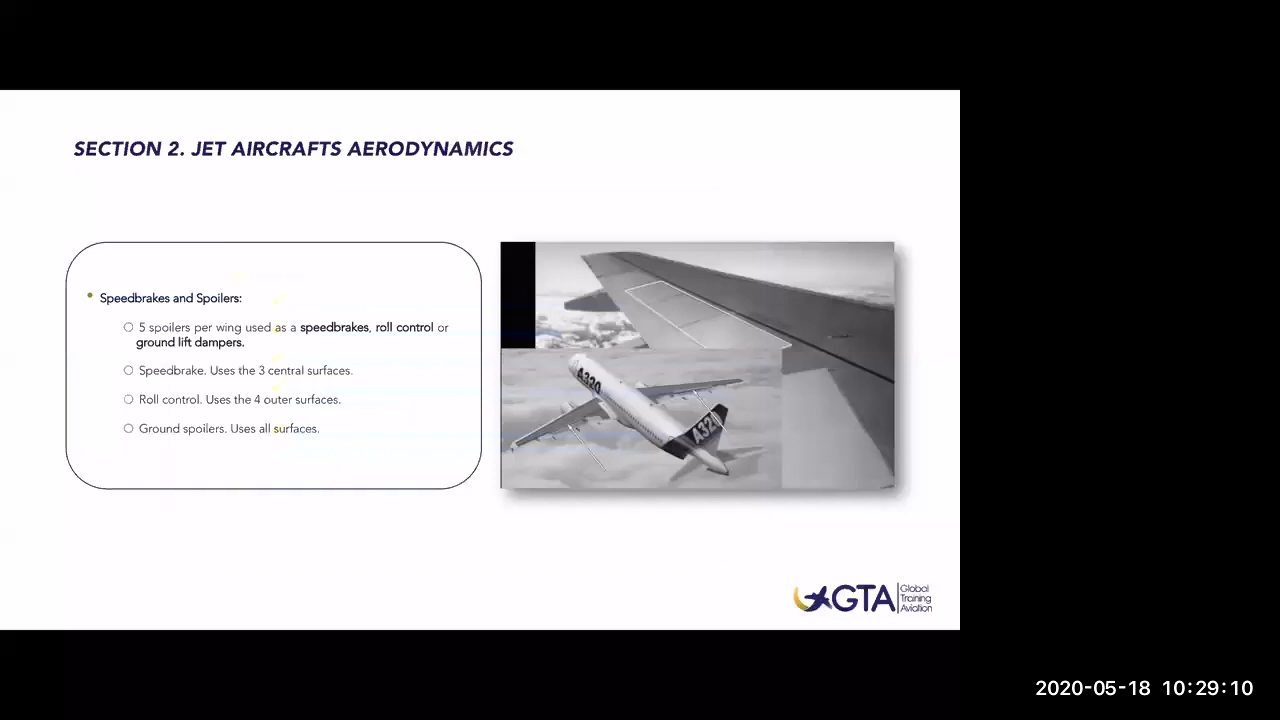 SECTION 2. JET AIRCRAFTS AERODYNAMICS
• Speedbrakes and Spoilers:
○ 5 spoilers per wing used as a speedbrakes, roll control or
ground lift dampers.
○ Speedbrake. Uses the 3 central surfaces.
○ Roll control. Uses the 4 outer surfaces.
○ Ground spoilers. Uses all surfaces.
A320
A320
GTA
Global
Training
Aviation
2020-05-18 10:29:10